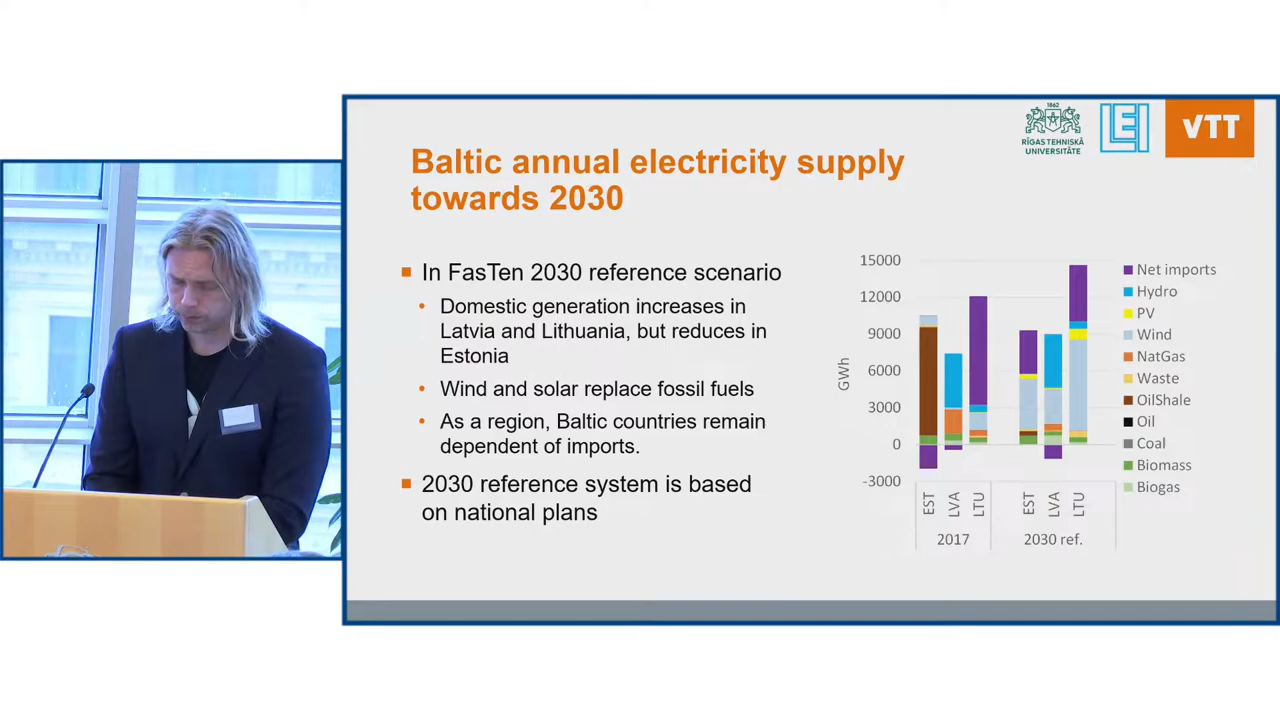 1862
RĪGAS TEHNISKĀ
UNIVERSITĀTE
LEI
VTT
Baltic annual electricity supply
towards 2030
In FasTen 2030 reference scenario
Domestic generation increases in
Latvia and Lithuania, but reduces in
Estonia
Wind and solar replace fossil fuels
As a region, Baltic countries remain
dependent of imports.
2030 reference system is based
on national plans
GWh
15000
12000
9000
6000
3000
0
-3000
EST
LVA
LTU
EST
LVA
LTU
2017
2030 ref.
Net imports
Hydro
PV
Wind
NatGas
Waste
OilShale
Oil
Coal
Biomass
Biogas